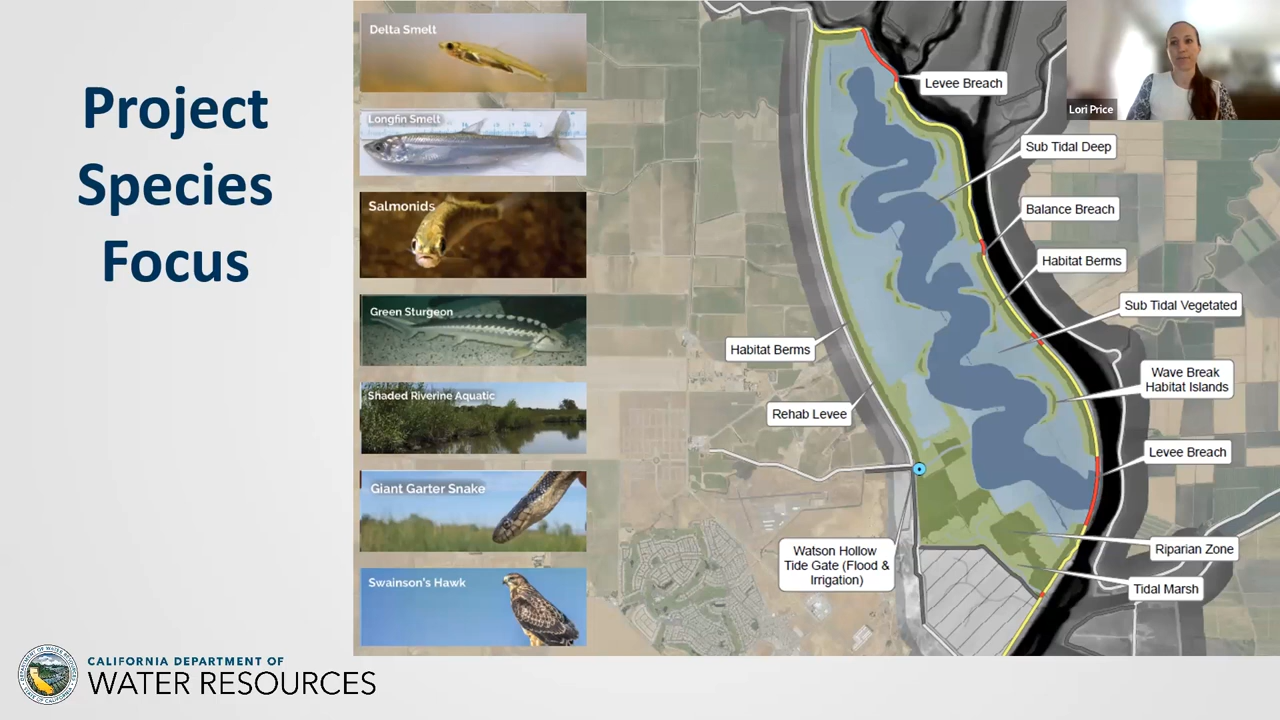 Project
Species
Focus
Delta Smelt
Longfin Smelt
Salmonids
Green Sturgeon
Shaded Riverine Aquatic
Giant Garter Snake
Swainson's Hawk
Lori Price
Levee Breach
Sub Tidal Deep
Balance Breach
Habitat Berms
Sub Tidal Vegetated
Habitat Berms
Wave Break
Habitat Islands
Rehab Levee
Levee Breach
Watson Hollow
Tide Gate (Flood &
Irrigation)
Riparian Zone
Tidal Marsh
CALIFORNIA DEPARTMENT OF
WATER RESOURCES